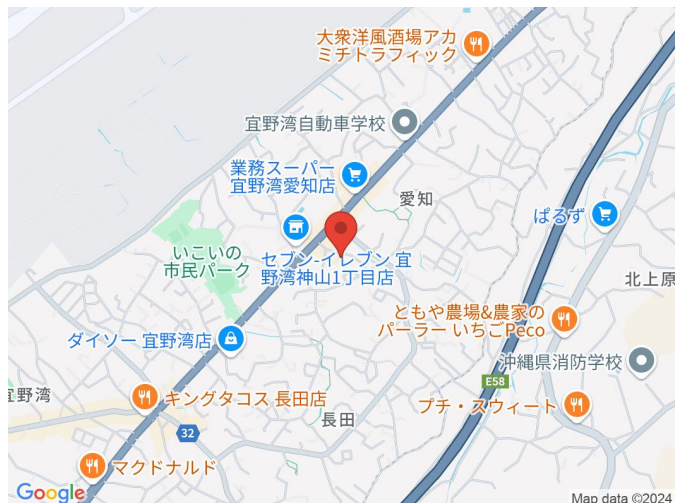 大衆洋風酒場アカ
ミチトラフィック
宜野湾自動車学校
業務スーパー
宜野湾愛知店
愛知
ぱるず
いこいの
市民パーク
セブン-イレブン 宜
野湾神山1丁目店
北上原
ともや農場&農家の
パーラー いちごPeco
ダイソー 宜野湾店
沖縄県消防学校
E58
宜野湾
キングタコス 長田店
プチ・スウィート
長田
32
マクドナルド
Google
Map data ©2024